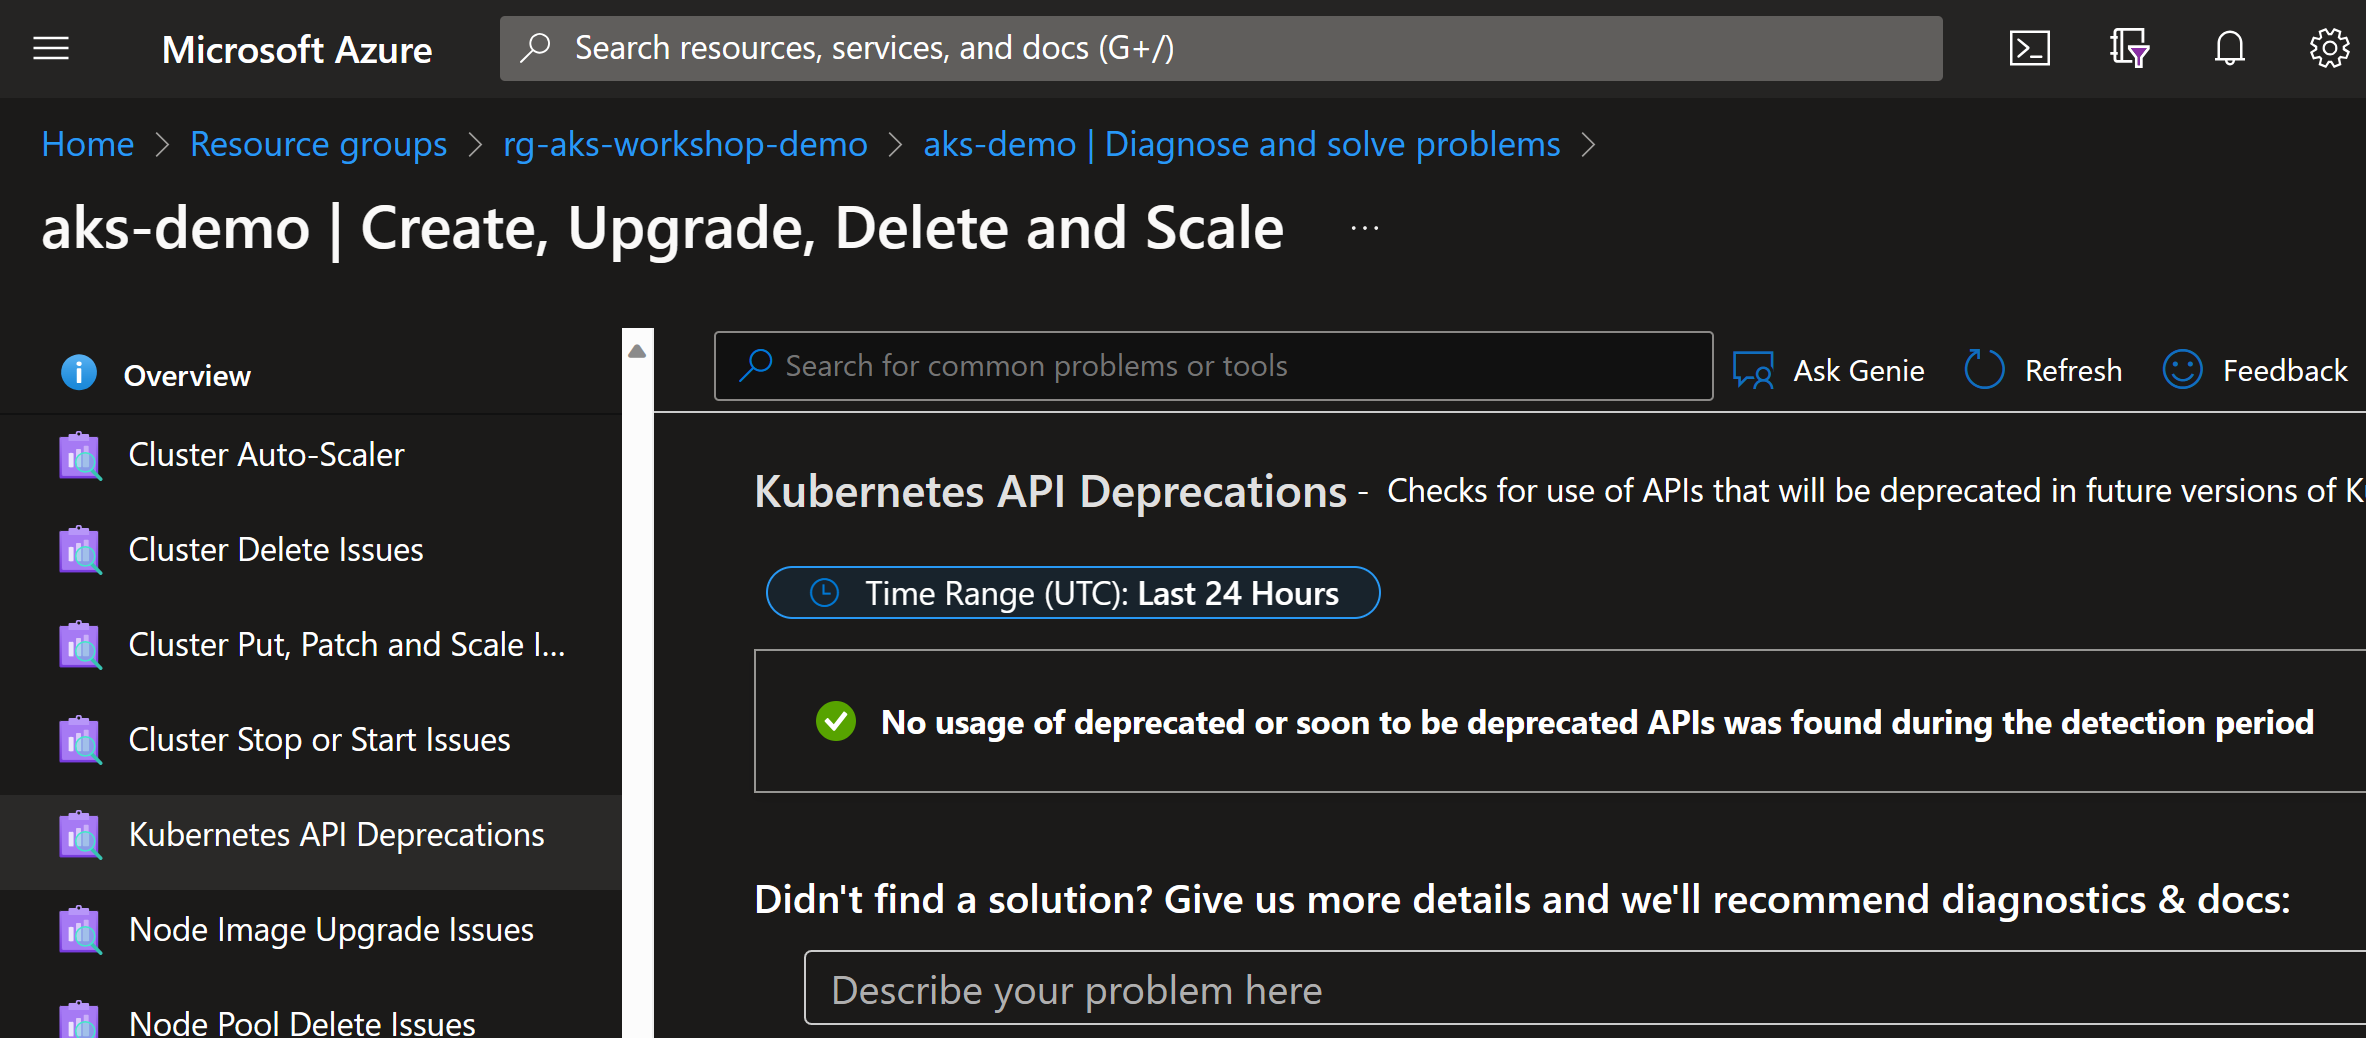 Microsoft Azure
Search resources, services, and docs (G+/)
Home > Resource groups > rg-aks-workshop-demo > aks-demo | Diagnose and solve problems >
aks-demo | Create, Upgrade, Delete and Scale ...
Overview
Cluster Auto-Scaler
Cluster Delete Issues
Cluster Put, Patch and Scale I...
Cluster Stop or Start Issues
Kubernetes API Deprecations
Node Image Upgrade Issues
Node Pool Delete Issues
Search for common problems or tools
Ask Genie
Refresh
Feedback
Kubernetes API Deprecations - Checks for use of APIs that will be deprecated in future versions of
Time Range (UTC): Last 24 Hours
No usage of deprecated or soon to be deprecated APIs was found during the detection period
Didn't find a solution? Give us more details and we'll recommend diagnostics & docs:
Describe your problem here